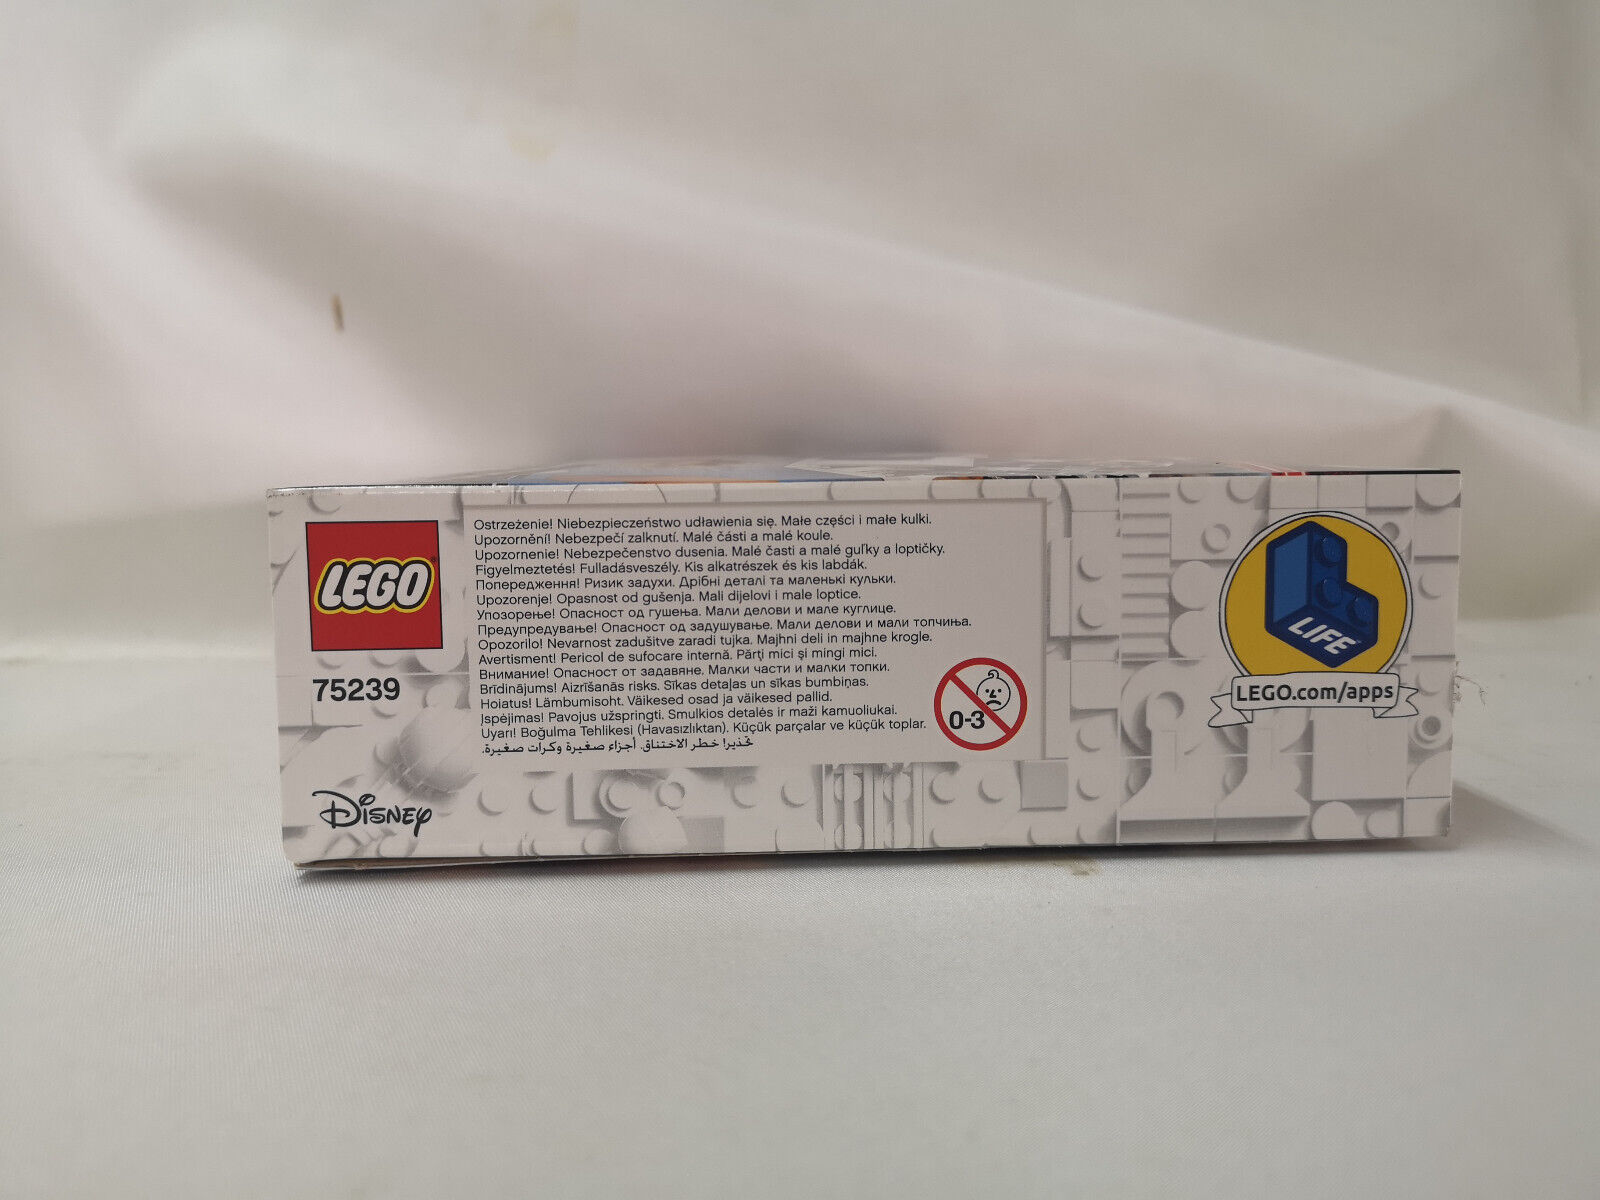 LEGO
75239
Disney
Ostrzeżenie! Niebezpieczeństwo udławienia się. Małe części i małe kulki.
Upozornění! Nebezpečí zalknutí. Malé části a malé koule.
Upozornenie! Nebezpečenstvo dusenia. Malé časti a malé guľky a loptičky.
Figyelmeztetés! Fulladásveszély. Kis alkatrészek és kis labdák.
Попередження! Ризик задухи. Дрібні деталі та маленькі кульки.
Upozorenje! Opasnost od gušenja. Mali dijelovi i male loptice.
Упозорење! Опасност од гушења. Мали делови и мале куглице.
Предупредување! Опасност од задушување. Мали делови и мали топчиња.
Opozorilo! Nevarnost zadušitve zaradi tujka. Majhni deli in majhne krogle.
Avertisment! Pericol de sufocare internă. Părţi mici şi mingi mici.
Внимание! Опасност от задавяне. Малки части и малки топки.
Brīdinājums! Aizrīšanās risks. Sīkas detaļas un sīkas bumbiņas.
Hoiatus! Lämbumisoht. Väikesed osad ja väikesed pallid.
Įspėjimas! Pavojus užspringti. Smulkios detalės ir maži kamuoliukai.
Uyarı! Boğulma Tehlikesi (Havasızlıktan). Küçük parçalar ve küçük toplar.
تحذير! خطر الاختناق. أجزاء صغيرة وكرات صغيرة.
0-3
LIFE™
LEGO.com/apps